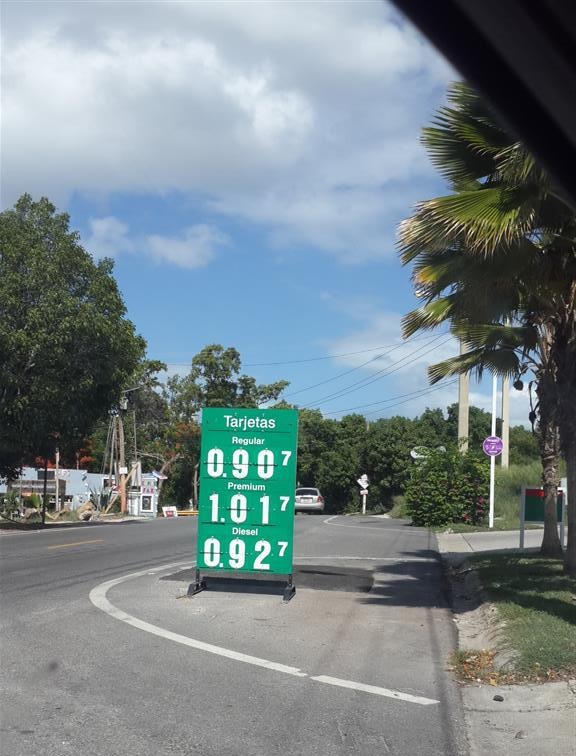 Tarjetas
Regular
0.907
Premium
1.017
Diesel
0.927